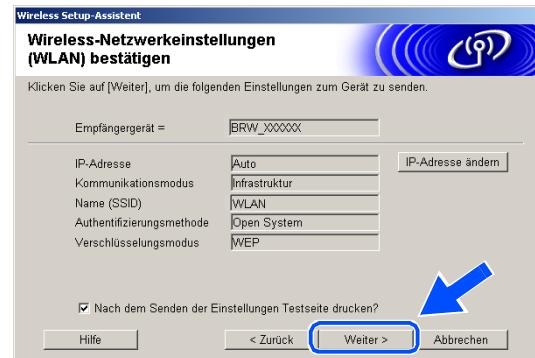 Wireless Setup-Assistent
Wireless-Netzwerkeinstellungen
(WLAN) bestätigen
Klicken Sie auf [Weiter], um die folgenden Einstellungen zum Gerät zu senden.
Empfängergerät = BRW_XXXXXX
IP-Adresse Auto IP-Adresse ändern
Kommunikationsmodus Infrastruktur
Name (SSID) WLAN
Authentifizierungsmethode Open System
Verschlüsselungsmodus WEP
Nach dem Senden der Einstellungen Testseite drucken?
Hilfe < Zurück Weiter > Abbrechen